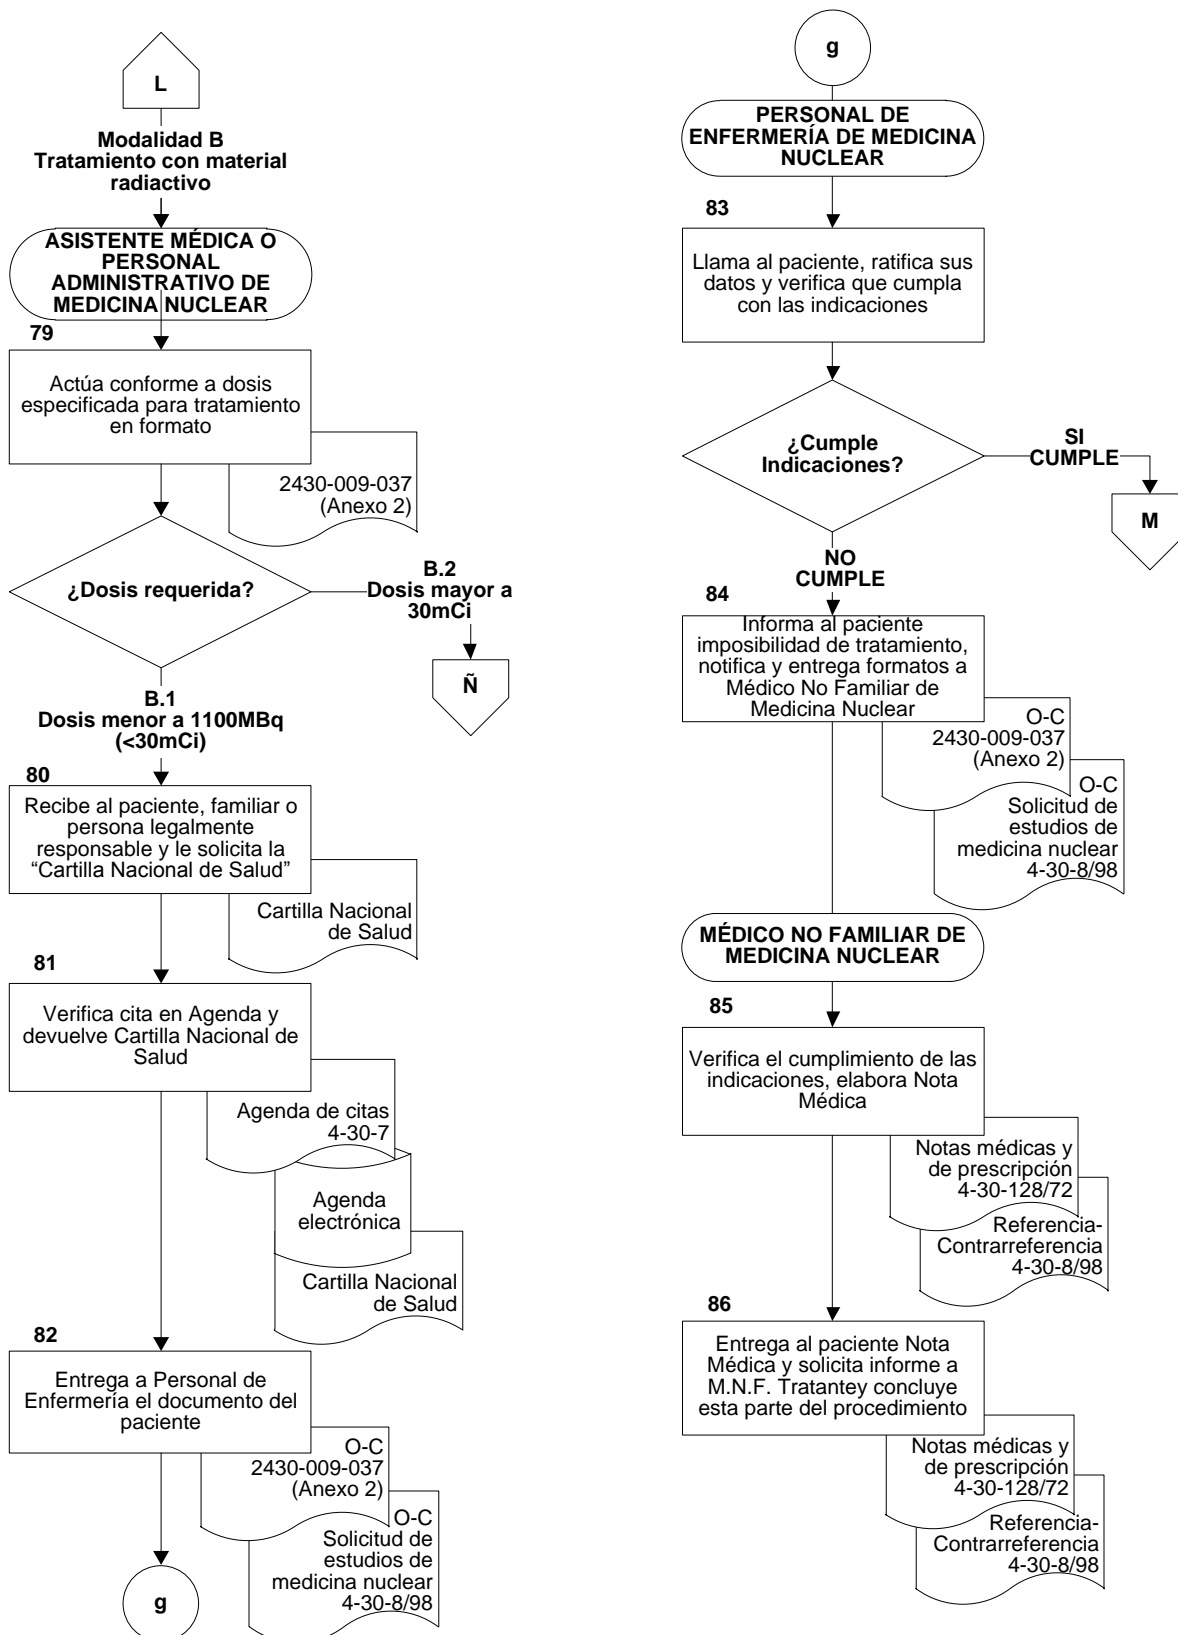 L
Modalidad B
Tratamiento con material
radiactivo
ASISTENTE MÉDICA O
PERSONAL
ADMINISTRATIVO DE
MEDICINA NUCLEAR
79
Actúa conforme a dosis
especificada para tratamiento
en formato
2430-009-037
(Anexo 2)
¿Dosis requerida?
B.2
Dosis mayor a
30mCi
Ñ
B.1
Dosis menor a 1100MBq
(<30mCi)
80
Recibe al paciente, familiar o
persona legalmente
responsable y le solicita la
“Cartilla Nacional de Salud”
Cartilla Nacional
de Salud
81
Verifica cita en Agenda y
devuelve Cartilla Nacional de
Salud
Agenda de citas
4-30-7
Agenda
electrónica
Cartilla Nacional
de Salud
82
Entrega a Personal de
Enfermería el documento del
paciente
O-C
2430-009-037
(Anexo 2)
O-C
Solicitud de
estudios de
medicina nuclear
4-30-8/98
g
g
PERSONAL DE
ENFERMERÍA DE MEDICINA
NUCLEAR
83
Llama al paciente, ratifica sus
datos y verifica que cumpla
con las indicaciones
¿Cumple
Indicaciones?
SI
CUMPLE
M
NO
CUMPLE
84
Informa al paciente
imposibilidad de tratamiento,
notifica y entrega formatos a
Médico No Familiar de
Medicina Nuclear
O-C
2430-009-037
(Anexo 2)
O-C
Solicitud de
estudios de
medicina nuclear
4-30-8/98
MÉDICO NO FAMILIAR DE
MEDICINA NUCLEAR
85
Verifica el cumplimiento de las
indicaciones, elabora Nota
Médica
Notas médicas y
de prescripción
4-30-128/72
Referencia-
Contrarreferencia
4-30-8/98
86
Entrega al paciente Nota
Médica y solicita informe a
M.N.F. Tratantey concluye
esta parte del procedimiento
Notas médicas y
de prescripción
4-30-128/72
Referencia-
Contrarreferencia
4-30-8/98